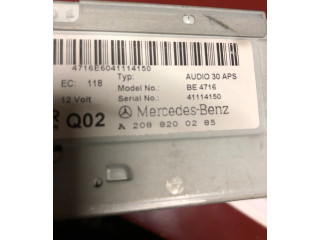 4716E6041114150
EC: 118 Typ: AUDIO 30 APS
Model No.: BE 4716
12 Volt Serial No.: 41114150
Q02 Mercedes-Benz
A 208 820 02 85